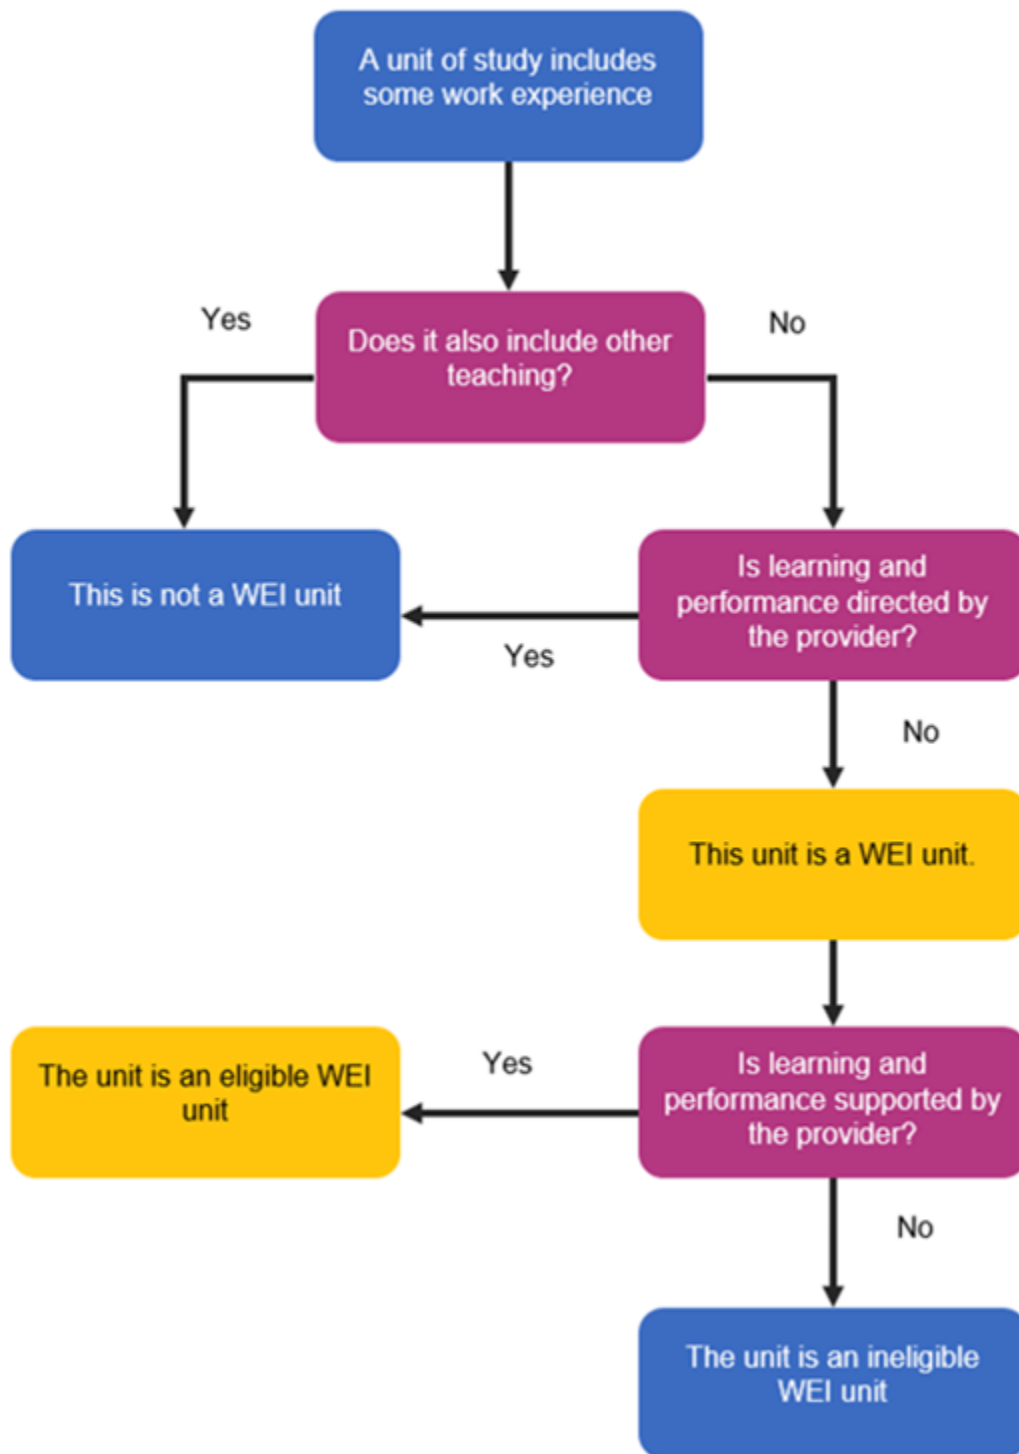 A unit of study includes
some work experience
Yes
No
Does it also include other
teaching?
This is not a WEI unit
Is learning and
performance directed by
the provider?
Yes
No
This unit is a WEI unit.
The unit is an eligible WEI
unit
Yes
Is learning and
performance supported by
the provider?
No
The unit is an ineligible
WEI unit